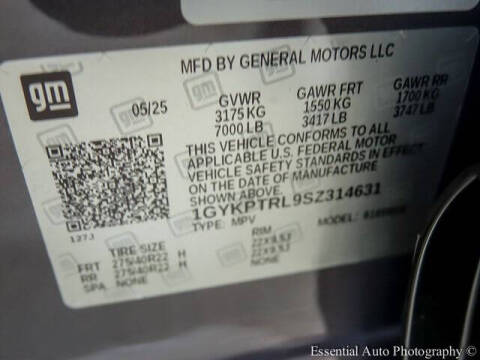 MFD BY GENERAL MOTORS LLC
gm
05/25
GVWR GAWR FRT GAWR RR
3175 KG 1550 KG 1700 KG
7000 LB 3417 LB 3747 LB
THIS VEHICLE CONFORMS TO ALL
APPLICABLE U.S. FEDERAL MOTOR
VEHICLE SAFETY STANDARDS IN EFFECT
ON THE DATE OF MANUFACTURE
SHOWN ABOVE.
1GYKPTRL9SZ314631
TYPE: MPV MODEL:
127J
TIRE SIZE RIM
FRT 275/40R22 H 22X9.5J
RR 275/40R22 H 22X9.5J
SPA NONE NONE
Essential Auto Photography ©